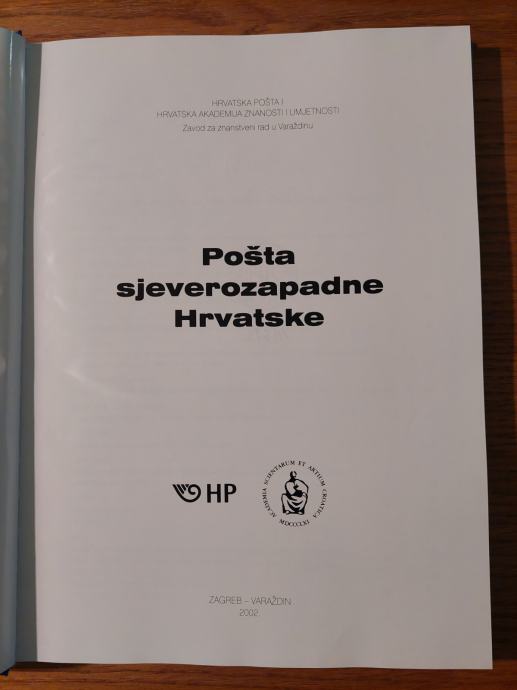 HRVATSKA POŠTA I
HRVATSKA AKADEMIJA ZNANOSTI I UMJETNOSTI
Zavod za znanstveni rad u Varaždinu
Pošta
sjeverozapadne
Hrvatske
HP
ACADEMIA SCIENTIARUM ET ARTIUM CROATICA
MDCCCLXI
ZAGREB – VARAŽDIN
2002.